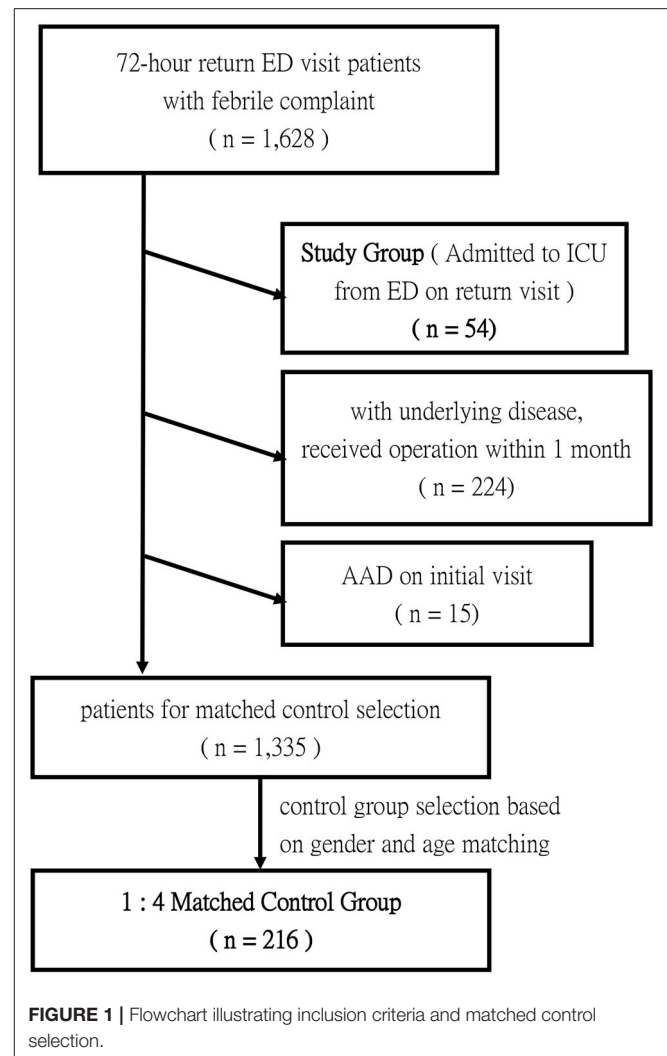 72-hour return ED visit patients
with febrile complaint
( n = 1,628 )
Study Group ( Admitted to ICU
from ED on return visit )
( n = 54)
with underlying disease,
received operation within 1 month
( n = 224)
AAD on initial visit
( n = 15)
patients for matched control selection
( n = 1,335 )
control group selection based
on gender and age matching
1 : 4 Matched Control Group
( n = 216 )
FIGURE 1 | Flowchart illustrating inclusion criteria and matched control
selection.